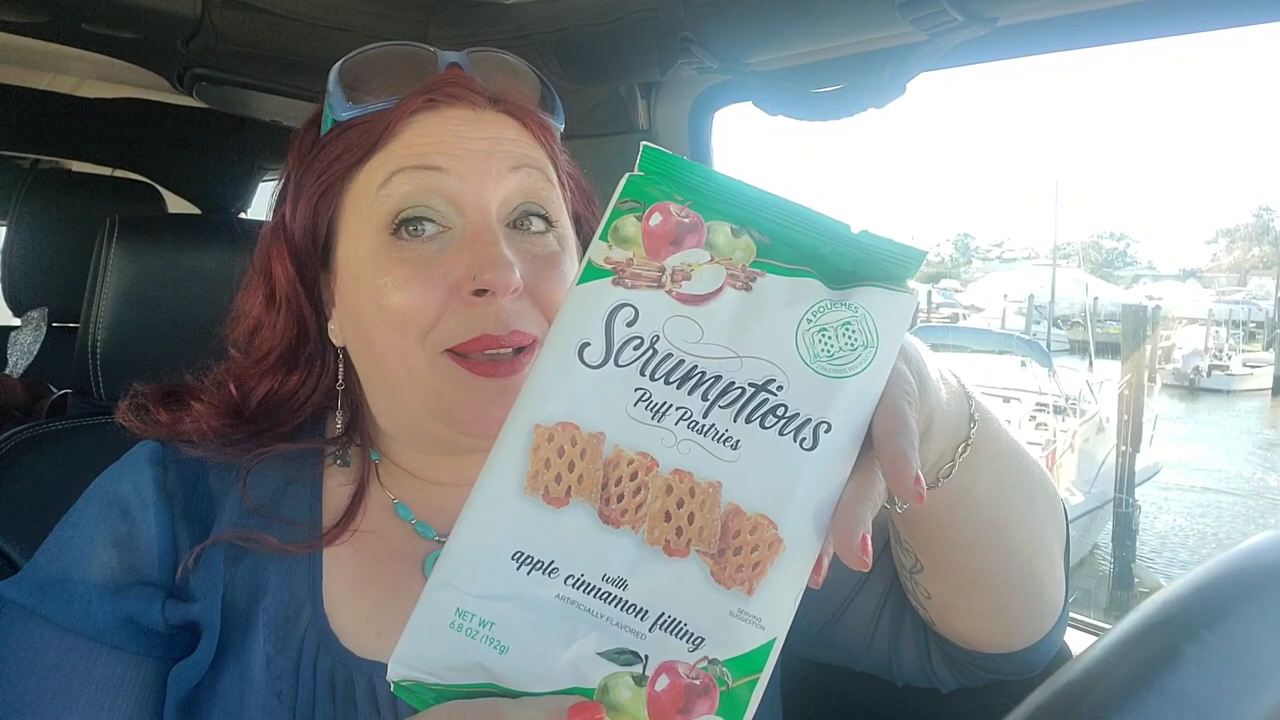 4 POUCHES
Scrumptious
Puff Pastries
with
apple cinnamon filling
ARTIFICIALLY FLAVORED
SERVING
SUGGESTION
NET WT.
6.8 OZ (192g)